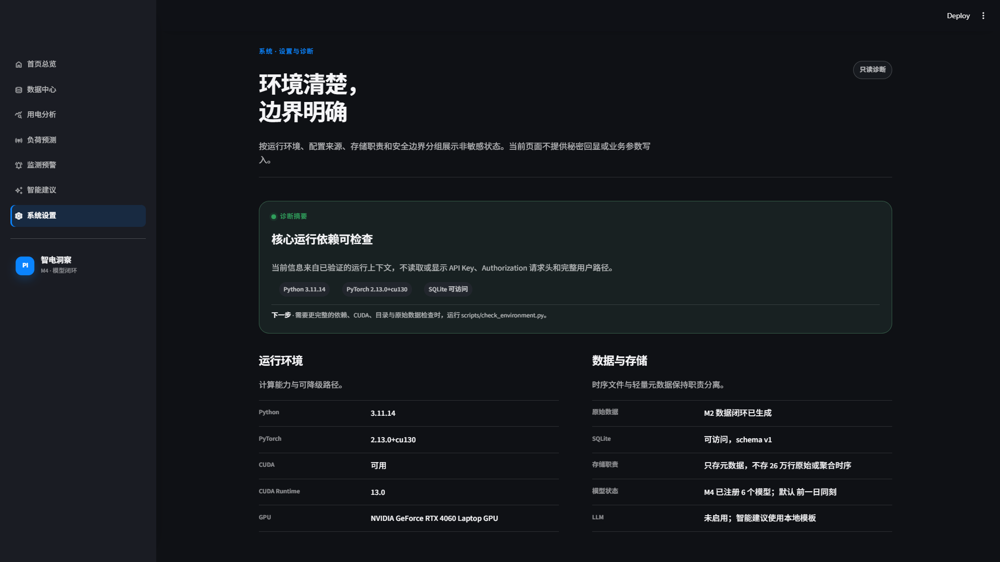 Deploy
首页总览
数据中心
用电分析
负荷预测
监测预警
智能建议
系统设置
PI
智电洞察
M4 · 模型闭环
系统 · 设置与诊断
环境清楚，
边界明确
只读诊断
按运行环境、配置来源、存储职责和安全边界分组展示非敏感状态。当前页面不提供秘密回显或业务参数写
入。
诊断摘要
核心运行依赖可检查
当前信息来自已验证的运行上下文，不读取或显示 API Key、Authorization 请求头和完整用户路径。
Python 3.11.14
PyTorch 2.13.0+cu130
SQLite 可访问
下一步 · 需要更完整的依赖、CUDA、目录与原始数据检查时，运行 scripts/check_environment.py。
运行环境
计算能力与可降级路径。
Python 3.11.14
PyTorch 2.13.0+cu130
CUDA 可用
CUDA Runtime 13.0
GPU NVIDIA GeForce RTX 4060 Laptop GPU
数据与存储
时序文件与轻量元数据保持职责分离。
原始数据 M2 数据闭环已生成
SQLite 可访问，schema v1
存储职责 只存元数据，不存 26 万行原始或聚合时序
模型状态 M4 已注册 6 个模型；默认 前一日同刻
LLM 未启用；智能建议使用本地模板